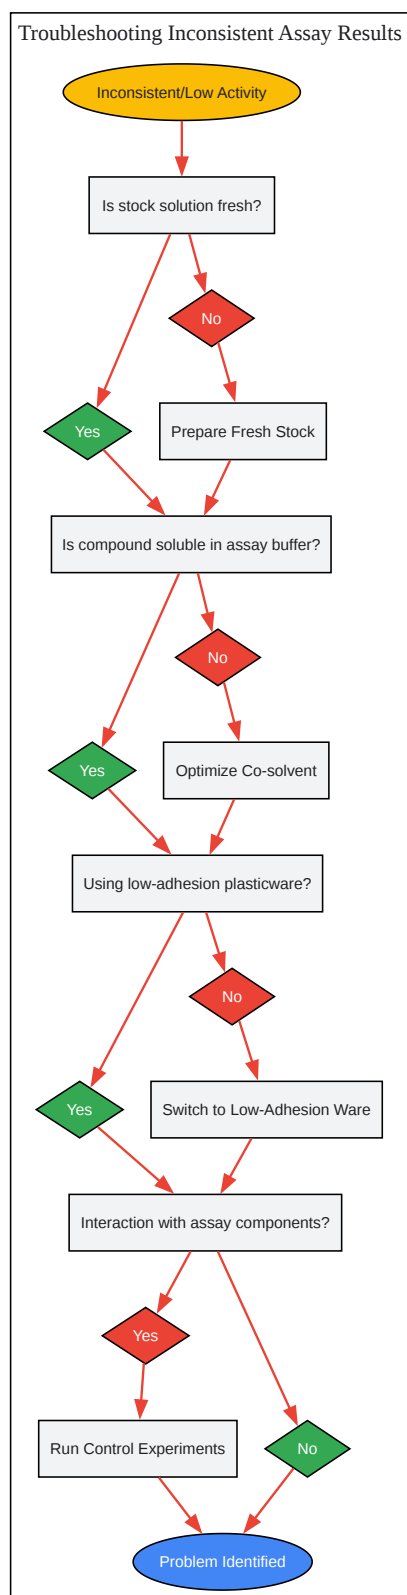 Troubleshooting Inconsistent Assay Results
Inconsistent/Low Activity
Is stock solution fresh?
No
Yes
Prepare Fresh Stock
Is compound soluble in assay buffer?
No
Yes
Optimize Co-solvent
Using low-adhesion plasticware?
No
Yes
Switch to Low-Adhesion Ware
Interaction with assay components?
Yes
Run Control Experiments
No
Problem Identified